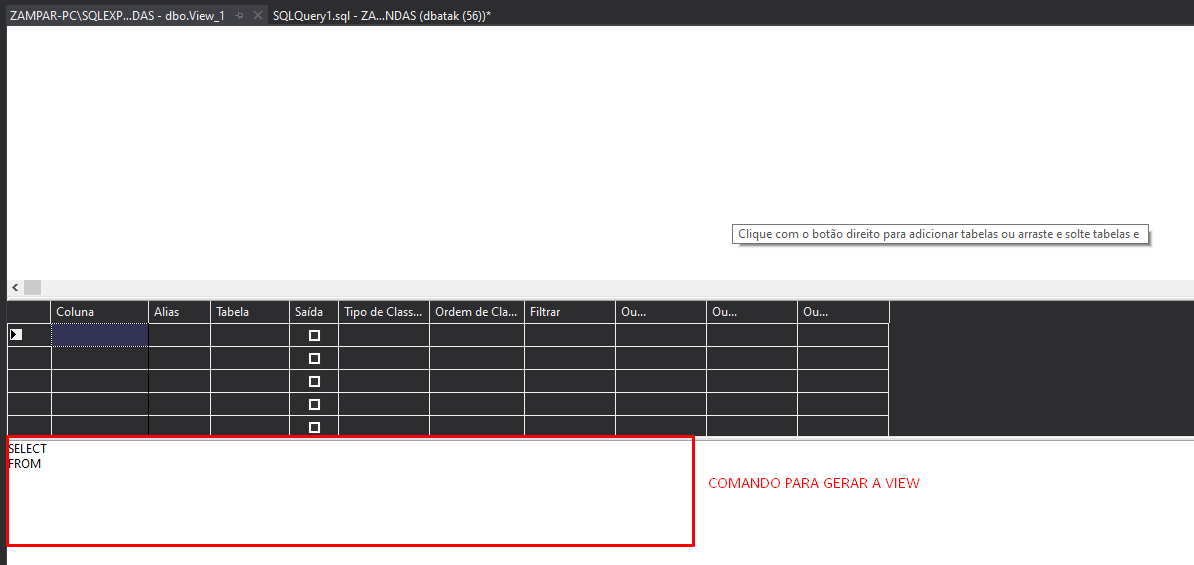 ZAMPAR-PC\SQLEXP...DAS - dbo.View_1 SQLQuery1.sql - ZA...NDAS (dbatak (56))*
Clique com o botão direito para adicionar tabelas ou arraste e solte tabelas e
Coluna Alias Tabela Saída Tipo de Class... Ordem de Cla... Filtrar Ou... Ou... Ou...
SELECT
FROM
COMANDO PARA GERAR A VIEW